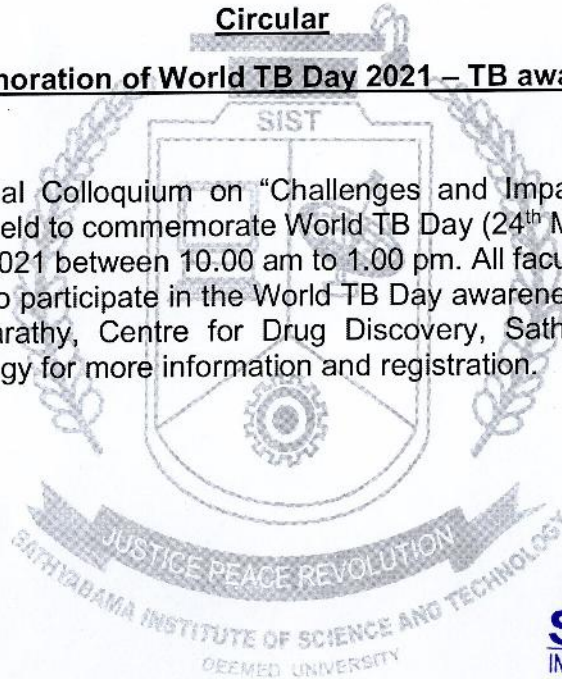 Circular
moration of World TB Day 2021 – TB awa
SIST
al Colloquium on “Challenges and Impa
eld to commemorate World TB Day (24th M
021 between 10.00 am to 1.00 pm. All facu
o participate in the World TB Day awarene
arathy, Centre for Drug Discovery, Sath
gy for more information and registration.
JUSTICE PEACE REVOLUTION
SATHYABAMA INSTITUTE OF SCIENCE AND TECHNOLOGY
DEEMED UNIVERSITY
S
IN